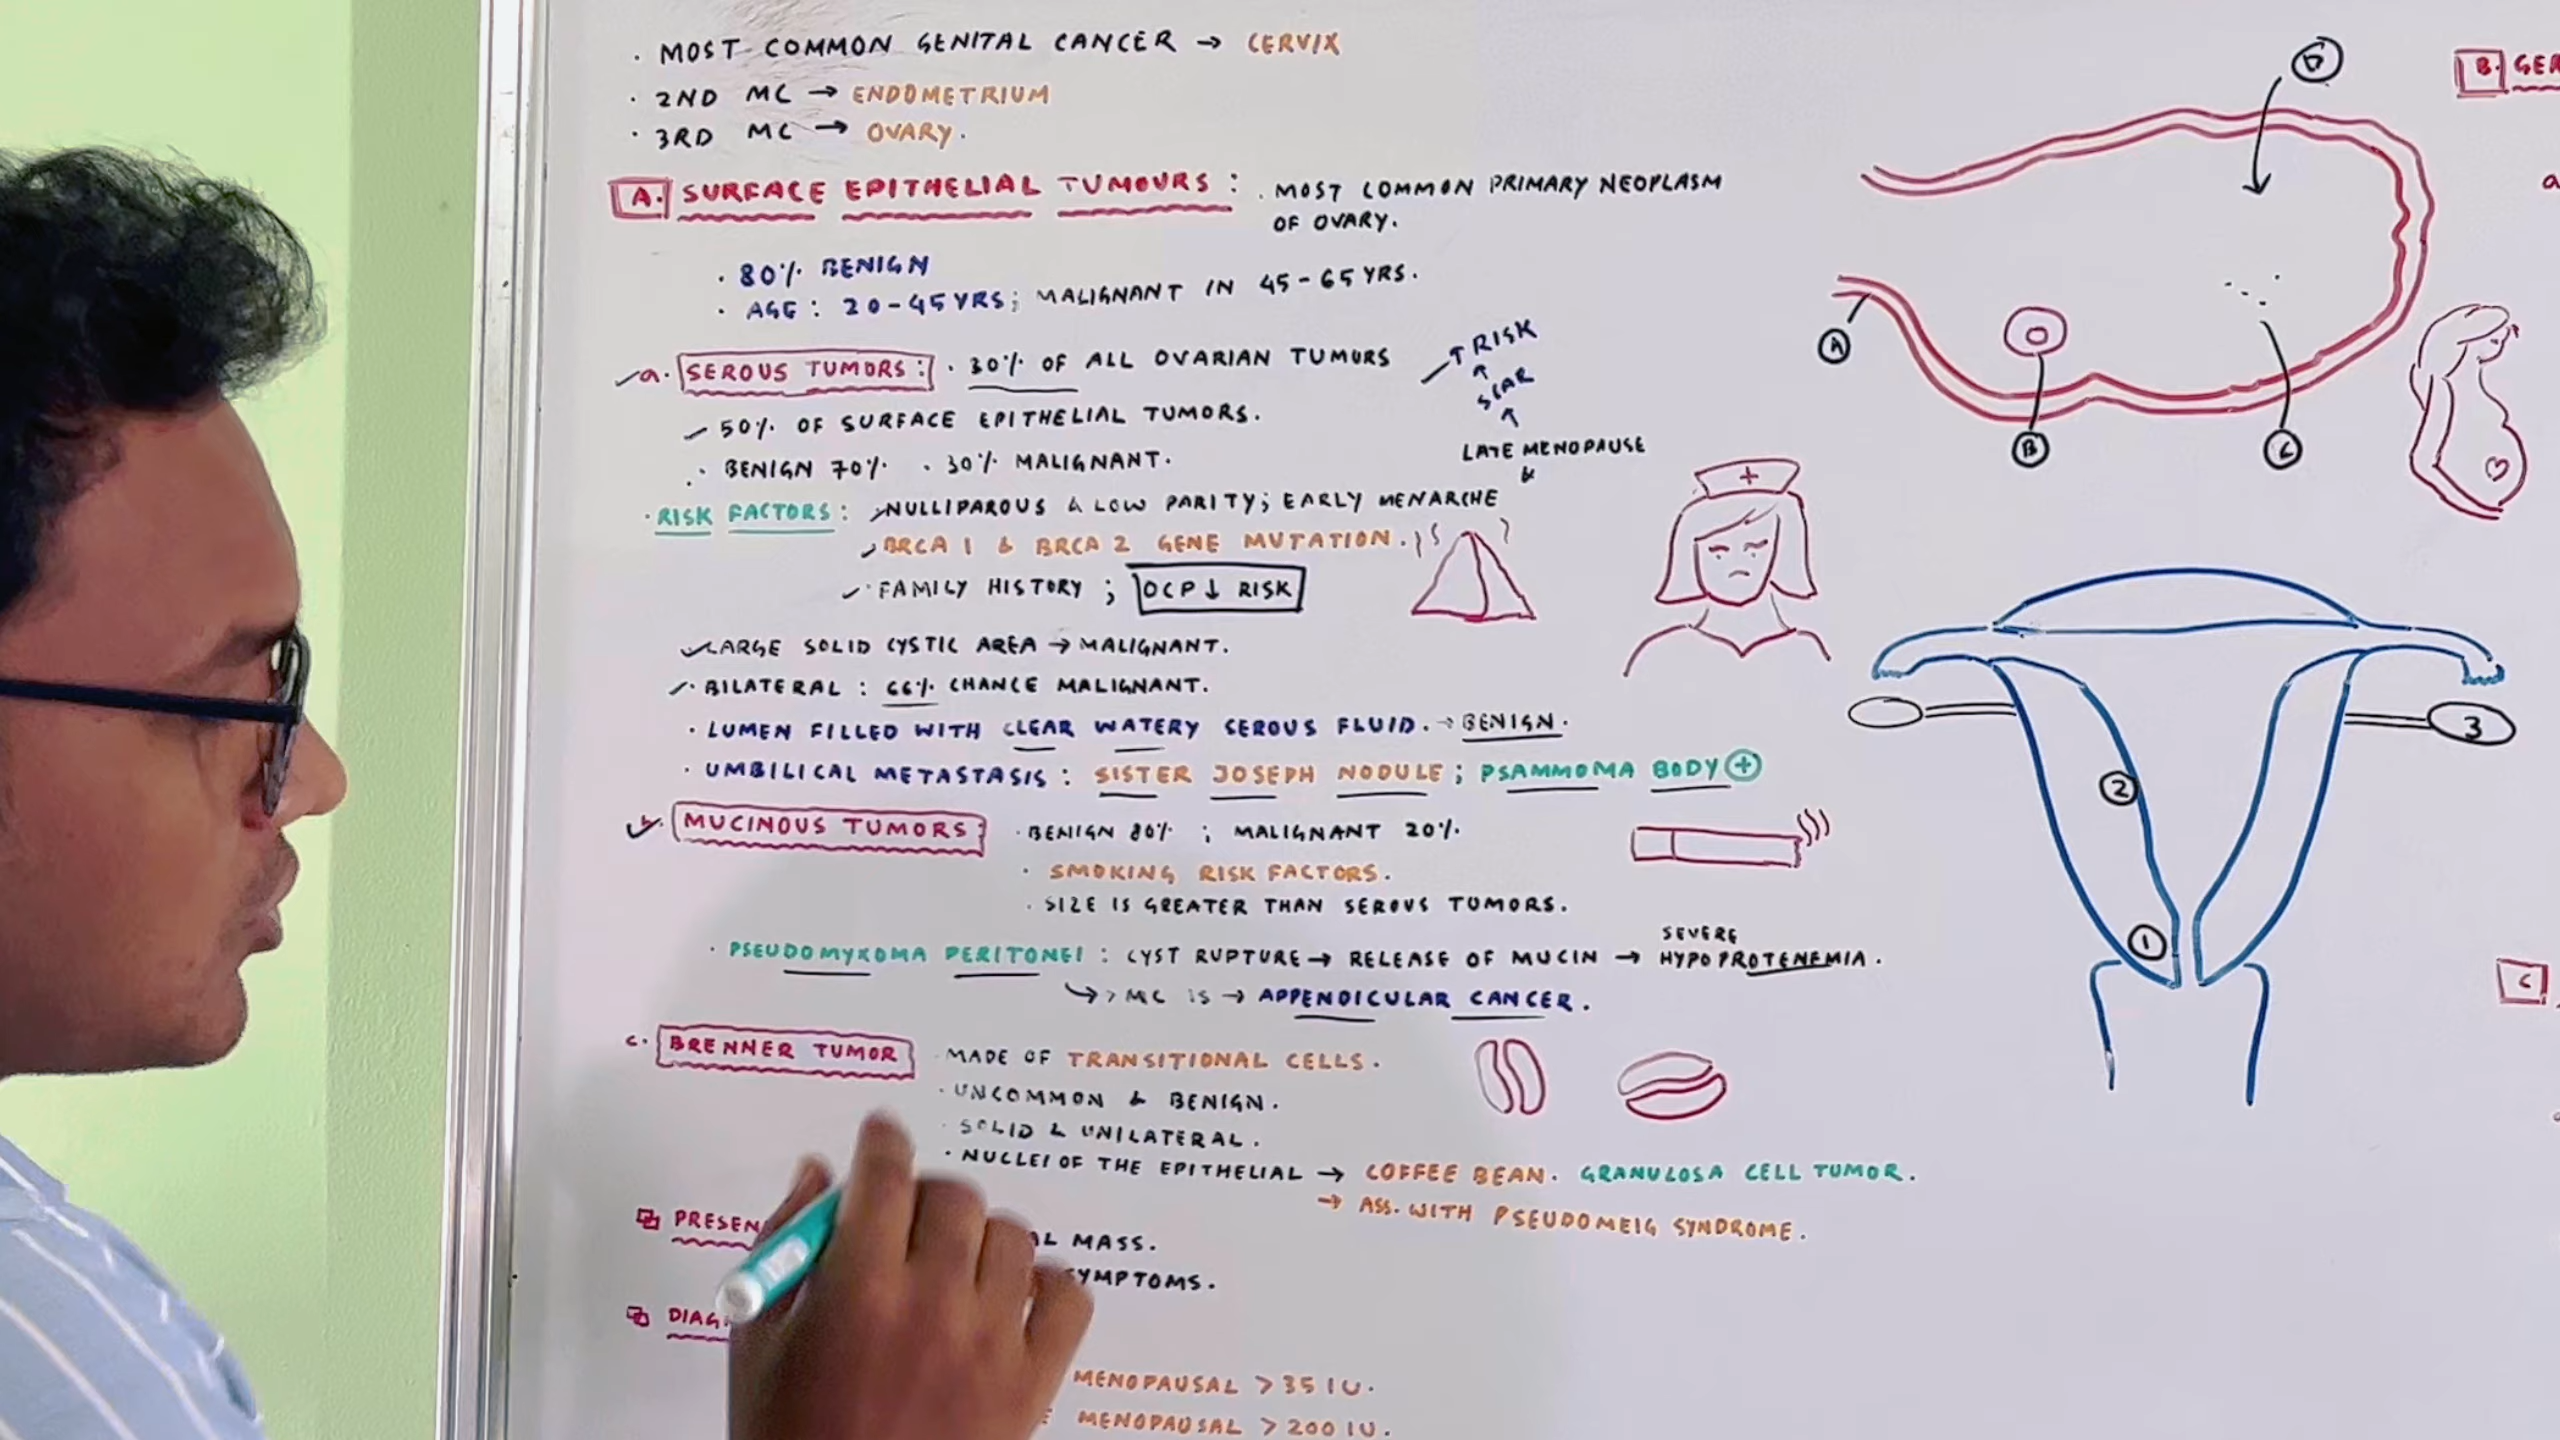 · MOST COMMON GENITAL CANCER → CERVIX
· 2ND MC → ENDOMETRIUM
· 3RD MC → OVARY.
A. SURFACE EPITHELIAL TUMOURS : . MOST COMMON PRIMARY NEOPLASM
OF OVARY.
· 80% BENIGN
· AGE : 20-45 YRS; MALIGNANT IN 45-65 YRS.
a. SEROUS TUMORS : · 30% OF ALL OVARIAN TUMURS
↑ RISK
↑
SCAR
↑
LATE MENOPAUSE
&
50% OF SURFACE EPITHELIAL TUMORS.
· BENIGN 70% · 30% MALIGNANT.
· RISK FACTORS : NULLIPAROUS & LOW PARITY; EARLY MENARCHE
BRCA 1 & BRCA 2 GENE MUTATION.
· FAMILY HISTORY ; OCP ↓ RISK
LARGE SOLID CYSTIC AREA → MALIGNANT.
· BILATERAL : 66% CHANCE MALIGNANT.
· LUMEN FILLED WITH CLEAR WATERY SEROUS FLUID. → BENIGN.
· UMBILICAL METASTASIS : SISTER JOSEPH NODULE ; PSAMMOMA BODY +
b. MUCINOUS TUMORS · BENIGN 80% ; MALIGNANT 20%.
· SMOKING RISK FACTORS.
· SIZE IS GREATER THAN SEROUS TUMORS.
· PSEUDOMYXOMA PERITONEI : CYST RUPTURE → RELEASE OF MUCIN → SEVERE HYPOPROTENEMIA.
↳ > MC IS → APPENDICULAR CANCER.
c. BRENNER TUMOR · MADE OF TRANSITIONAL CELLS.
· UNCOMMON & BENIGN.
· SOLID & UNILATERAL.
· NUCLEI OF THE EPITHELIAL → COFFEE BEAN. GRANULOSA CELL TUMOR.
→ ASS. WITH PSEUDOMEIG SYNDROME.
PRESEN
AL MASS.
SYMPTOMS.
DIAG
MENOPAUSAL > 35 IU.
E MENOPAUSAL > 200 IU.
D
A
B
C
3
2
1
B. GER
a
C